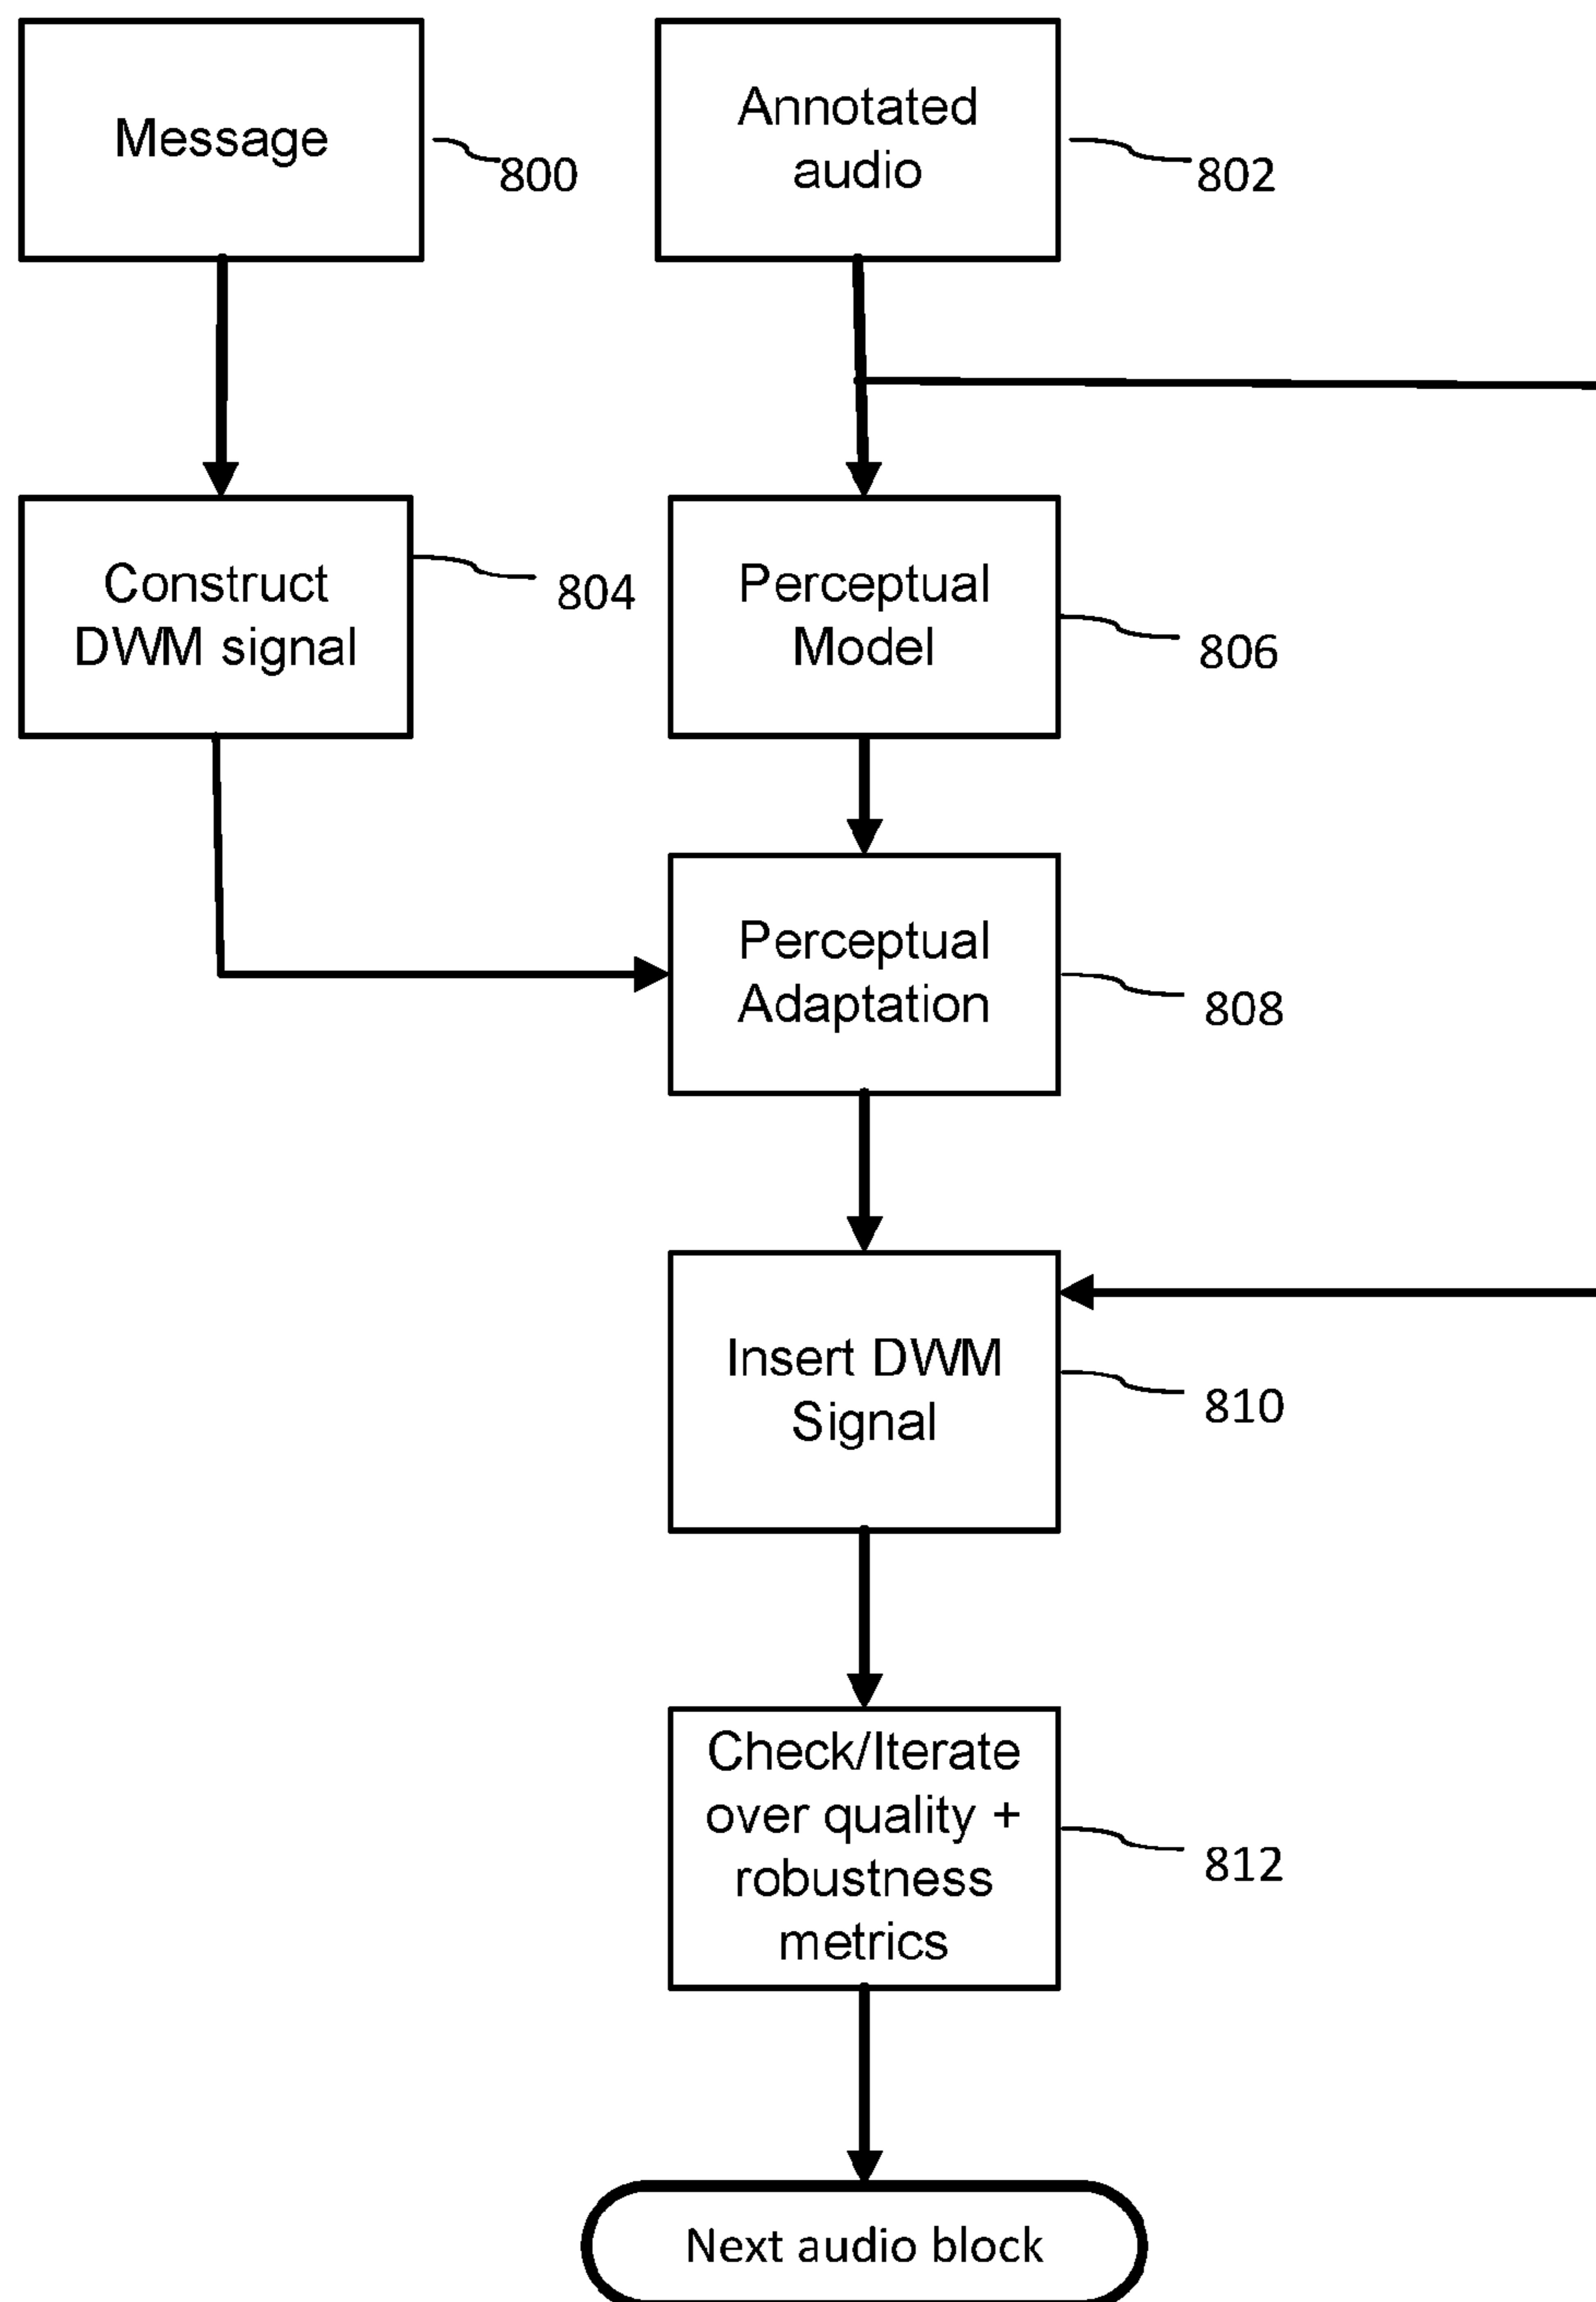 Message
800
Annotated
audio
802
Construct
DWM signal
804
Perceptual
Model
806
Perceptual
Adaptation
808
Insert DWM
Signal
810
Check/Iterate
over quality +
robustness
metrics
812
Next audio block